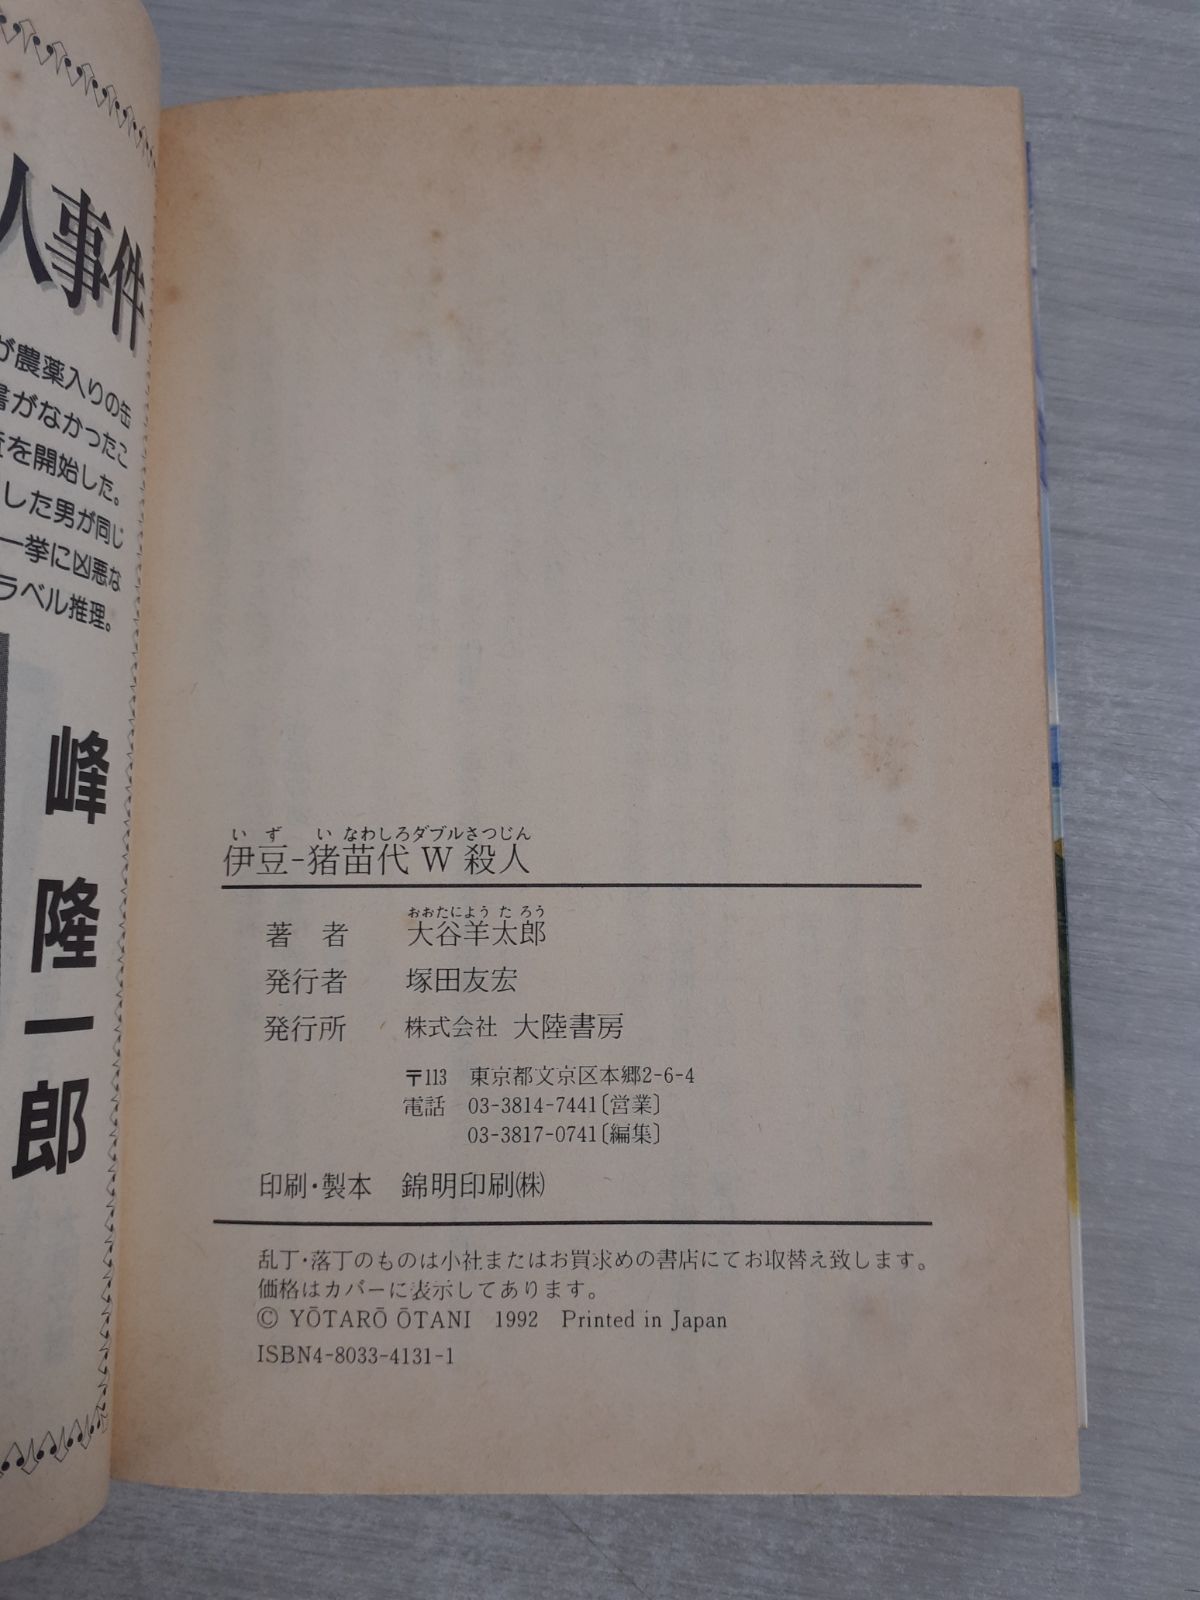 いずいなわしろダブルさつじん
伊豆-猪苗代W殺人
おおたにようたろう
著者 大谷羊太郎
発行者 塚田友宏
発行所 株式会社 大陸書房
〒113 東京都文京区本郷2-6-4
電話 03-3814-7441〔営業〕
03-3817-0741〔編集〕
印刷・製本 錦明印刷㈱
乱丁・落丁のものは小社またはお買求めの書店にてお取替え致します。
価格はカバーに表示してあります。
© YŌTARŌ ŌTANI 1992 Printed in Japan
ISBN4-8033-4131-1
人事件
が農薬入りの缶
書がなかったこ
を開始した。
した男が同じ
一挙に凶悪な
ラベル推理。
峰隆一郎